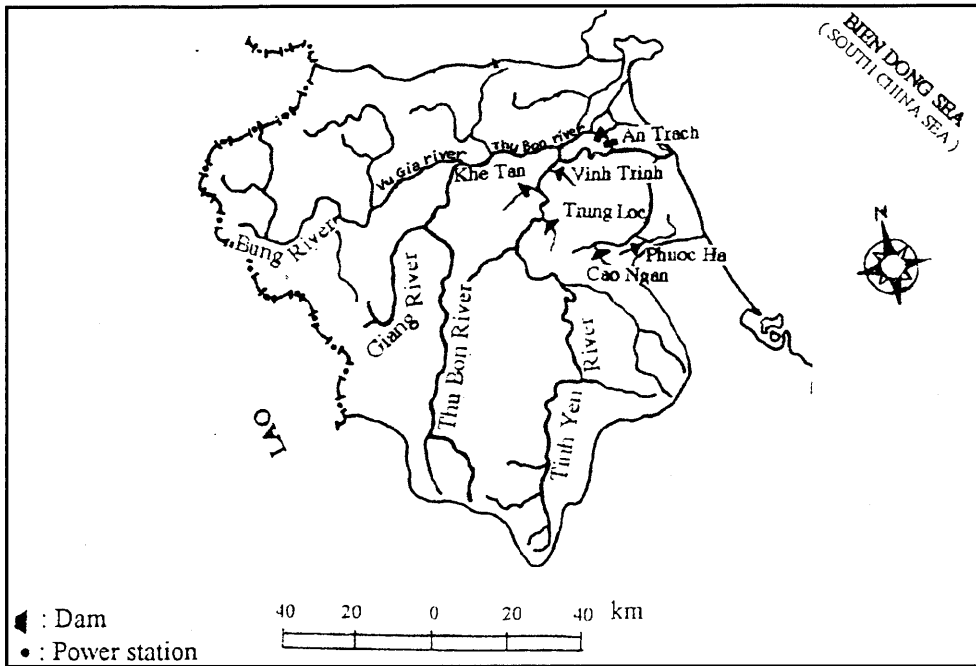 BIEN DONG SEA
(SOUTH CHINA SEA)
An Trach
Thu Bon river
Vu Gia river
Khe Tan
Vinh Trinh
Trung Loc
N
Phuoc Ha
Cao Ngan
Bung River
Giang River
Thu Bon River
Tinh Yen River
LAO
40 20 0 20 40 km
: Dam
: Power station